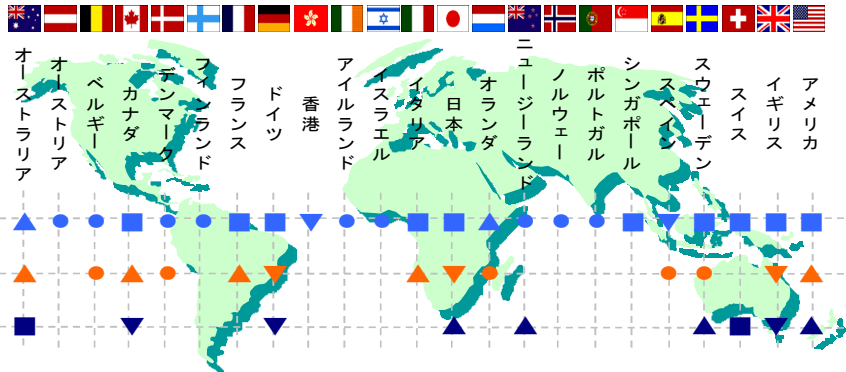 オーストラリア
オーストリア
ベルギー
カナダ
デンマーク
フィンランド
フランス
ドイツ
香港
アイルランド
イスラエル
イタリア
日本
オランダ
ニュージーランド
ノルウェー
ポルトガル
シンガポール
スペイン
スウェーデン
スイス
イギリス
アメリカ